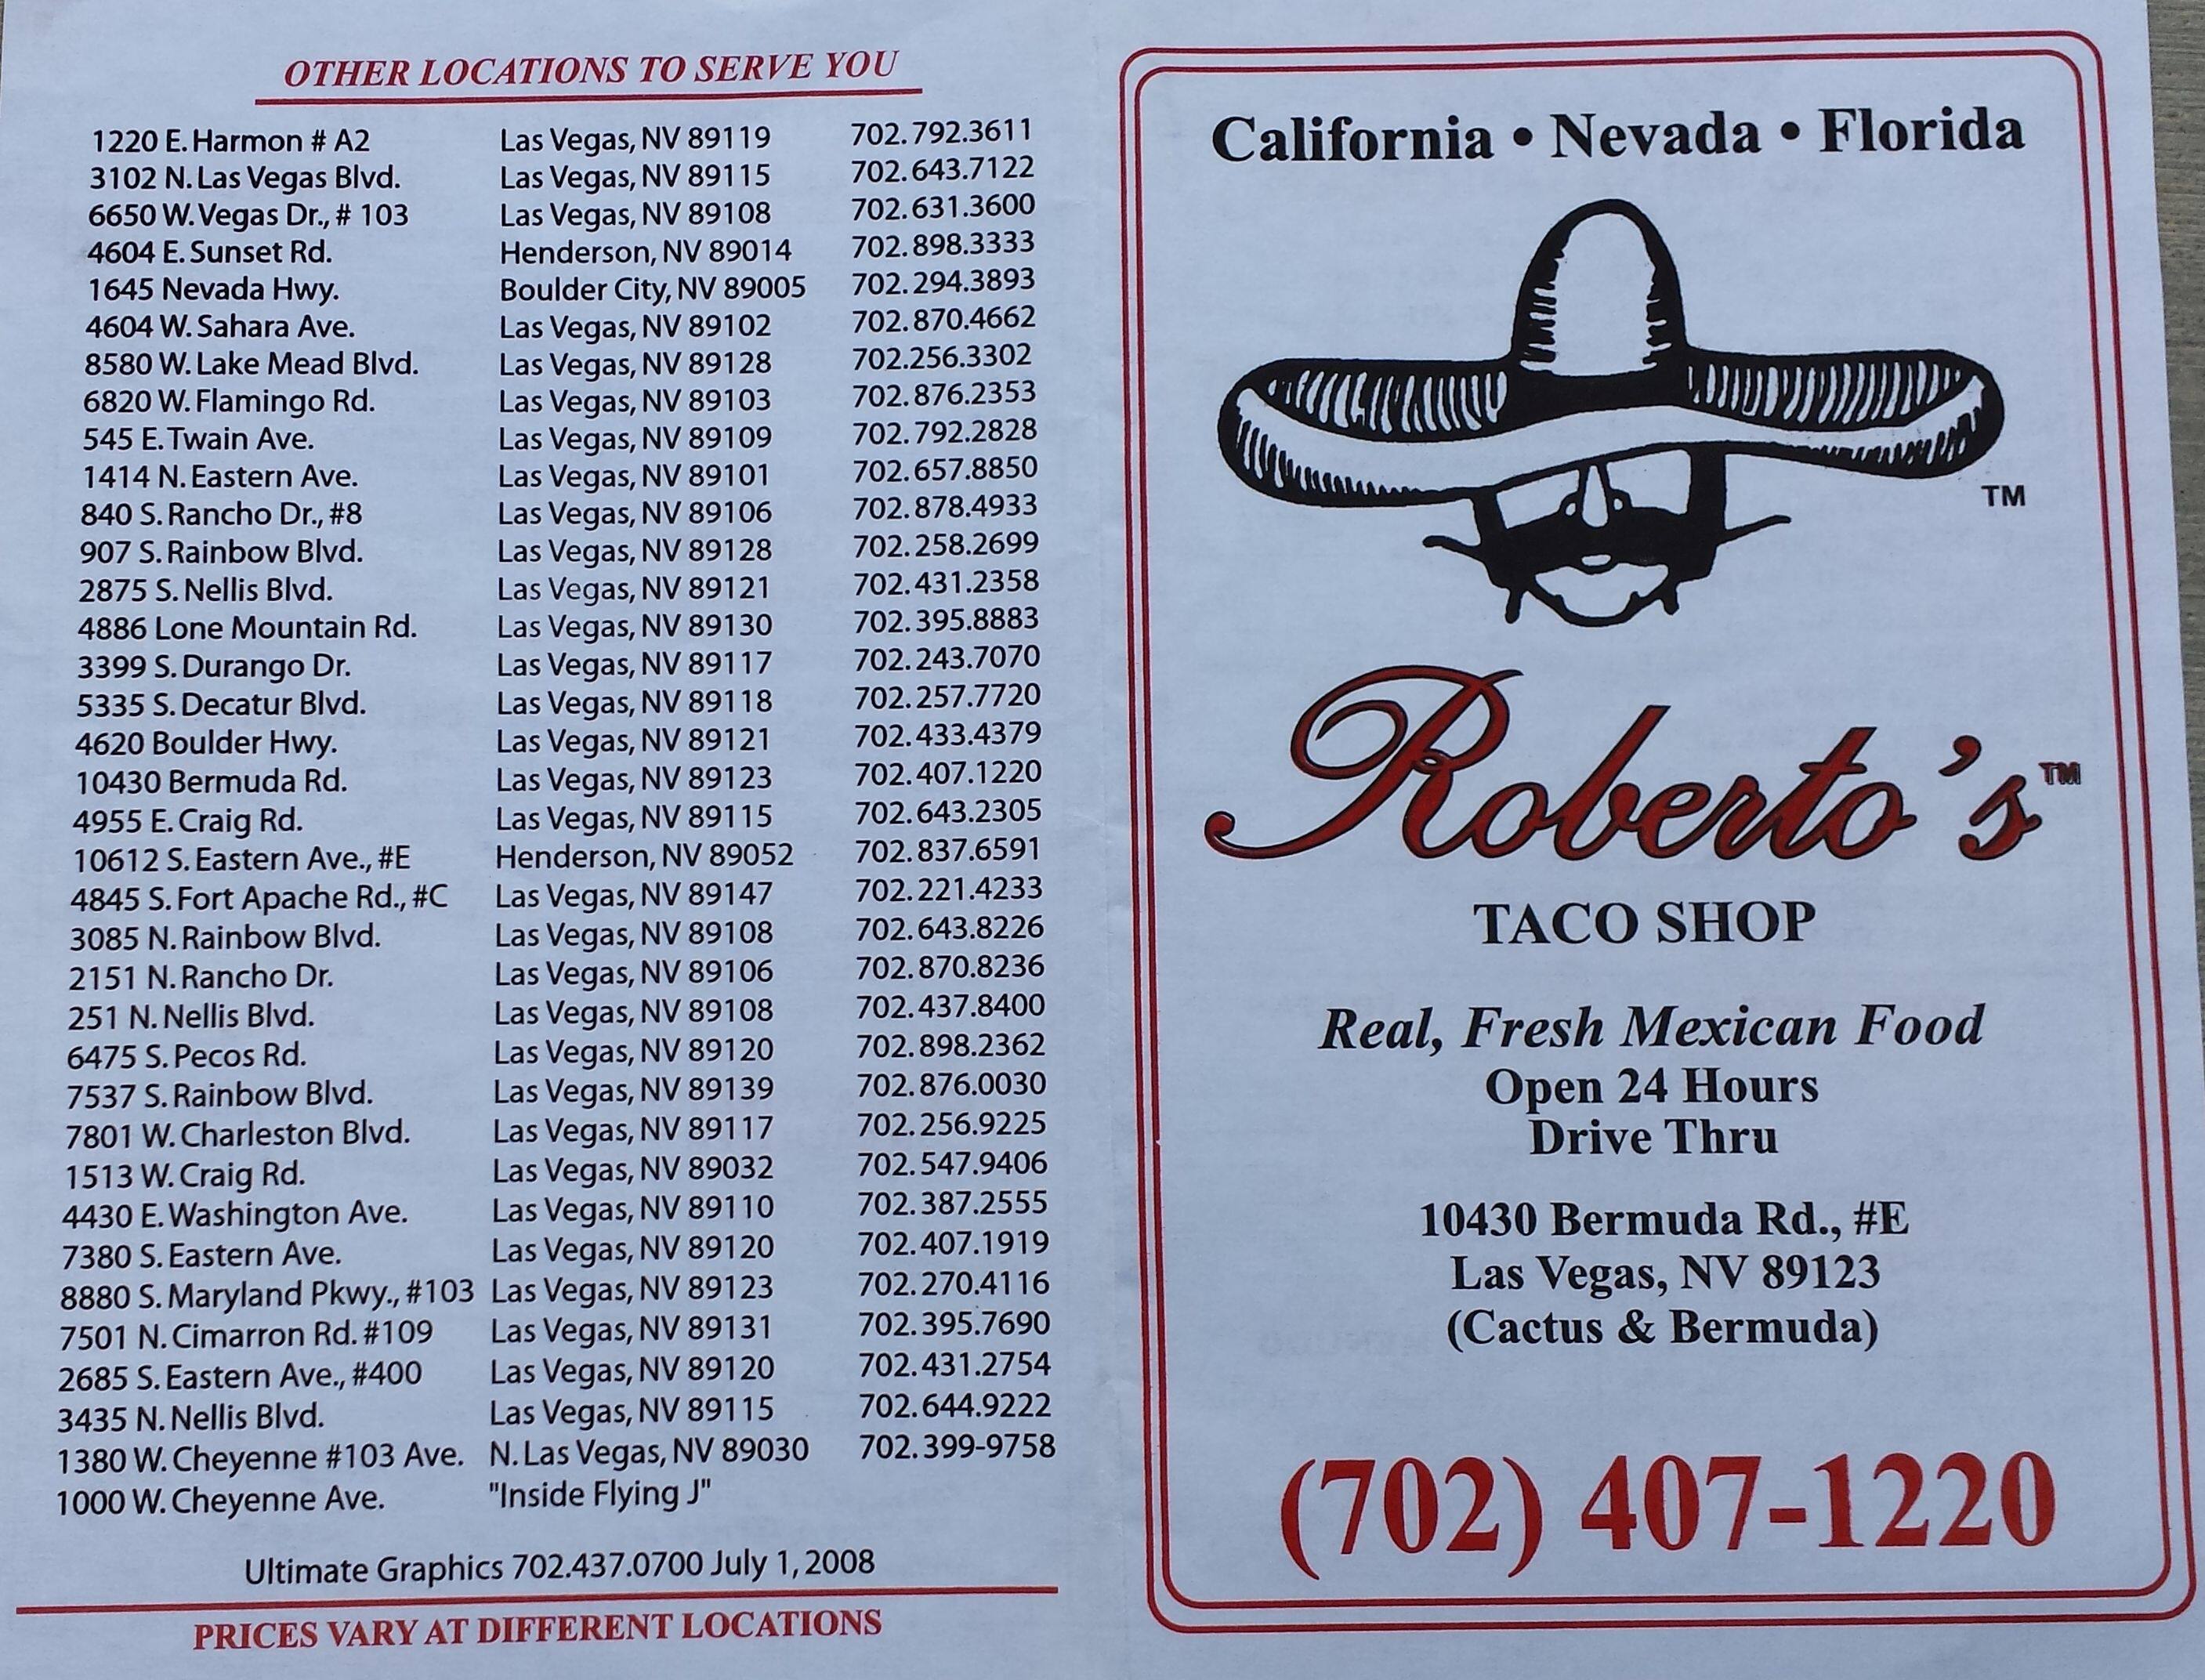 OTHER LOCATIONS TO SERVE YOU
1220 E. Harmon # A2 Las Vegas, NV 89119 702.792.3611
3102 N. Las Vegas Blvd. Las Vegas, NV 89115 702.643.7122
6650 W. Vegas Dr., # 103 Las Vegas, NV 89108 702.631.3600
4604 E. Sunset Rd. Henderson, NV 89014 702.898.3333
1645 Nevada Hwy. Boulder City, NV 89005 702.294.3893
4604 W. Sahara Ave. Las Vegas, NV 89102 702.870.4662
8580 W. Lake Mead Blvd. Las Vegas, NV 89128 702.256.3302
6820 W. Flamingo Rd. Las Vegas, NV 89103 702.876.2353
545 E. Twain Ave. Las Vegas, NV 89109 702.792.2828
1414 N. Eastern Ave. Las Vegas, NV 89101 702.657.8850
840 S. Rancho Dr., #8 Las Vegas, NV 89106 702.878.4933
907 S. Rainbow Blvd. Las Vegas, NV 89128 702.258.2699
2875 S. Nellis Blvd. Las Vegas, NV 89121 702.431.2358
4886 Lone Mountain Rd. Las Vegas, NV 89130 702.395.8883
3399 S. Durango Dr. Las Vegas, NV 89117 702.243.7070
5335 S. Decatur Blvd. Las Vegas, NV 89118 702.257.7720
4620 Boulder Hwy. Las Vegas, NV 89121 702.433.4379
10430 Bermuda Rd. Las Vegas, NV 89123 702.407.1220
4955 E. Craig Rd. Las Vegas, NV 89115 702.643.2305
10612 S. Eastern Ave., #E Henderson, NV 89052 702.837.6591
4845 S. Fort Apache Rd., #C Las Vegas, NV 89147 702.221.4233
3085 N. Rainbow Blvd. Las Vegas, NV 89108 702.643.8226
2151 N. Rancho Dr. Las Vegas, NV 89106 702.870.8236
251 N. Nellis Blvd. Las Vegas, NV 89108 702.437.8400
6475 S. Pecos Rd. Las Vegas, NV 89120 702.898.2362
7537 S. Rainbow Blvd. Las Vegas, NV 89139 702.876.0030
7801 W. Charleston Blvd. Las Vegas, NV 89117 702.256.9225
1513 W. Craig Rd. Las Vegas, NV 89032 702.547.9406
4430 E. Washington Ave. Las Vegas, NV 89110 702.387.2555
7380 S. Eastern Ave. Las Vegas, NV 89120 702.407.1919
8880 S. Maryland Pkwy., #103 Las Vegas, NV 89123 702.270.4116
7501 N. Cimarron Rd. #109 Las Vegas, NV 89131 702.395.7690
2685 S. Eastern Ave., #400 Las Vegas, NV 89120 702.431.2754
3435 N. Nellis Blvd. Las Vegas, NV 89115 702.644.9222
1380 W. Cheyenne #103 Ave. N. Las Vegas, NV 89030 702.399-9758
1000 W. Cheyenne Ave. "Inside Flying J"
Ultimate Graphics 702.437.0700 July 1, 2008
PRICES VARY AT DIFFERENT LOCATIONS
California • Nevada • Florida
TM
Roberto's TM
TACO SHOP
Real, Fresh Mexican Food
Open 24 Hours
Drive Thru
10430 Bermuda Rd., #E
Las Vegas, NV 89123
(Cactus & Bermuda)
(702) 407-1220